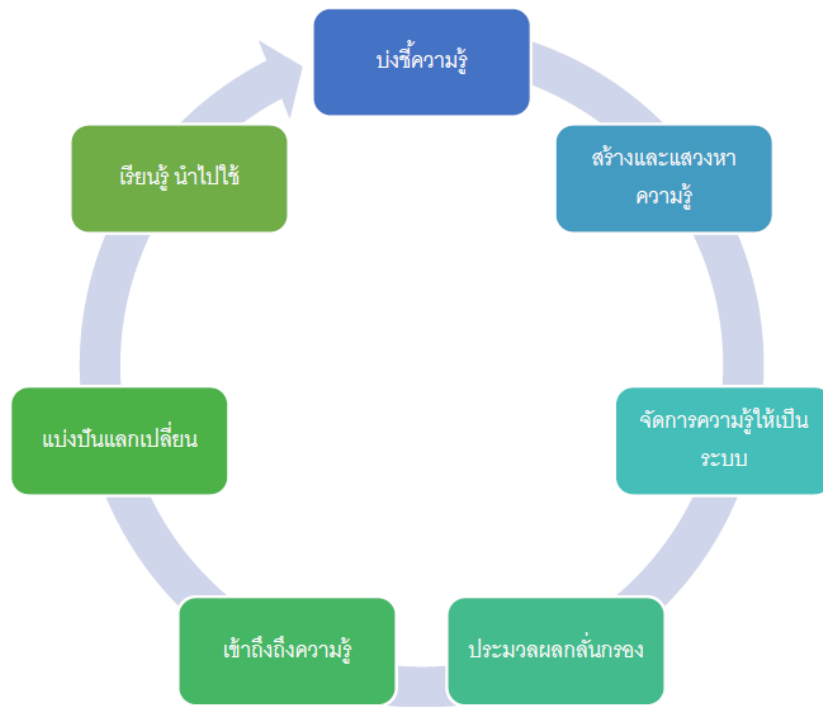 บ่งชี้ความรู้
สร้างและแสวงหา
ความรู้
จัดการความรู้ให้เป็น
ระบบ
ประมวลผลกลั่นกรอง
เข้าถึงถึงความรู้
แบ่งปันแลกเปลี่ยน
เรียนรู้ นำไปใช้